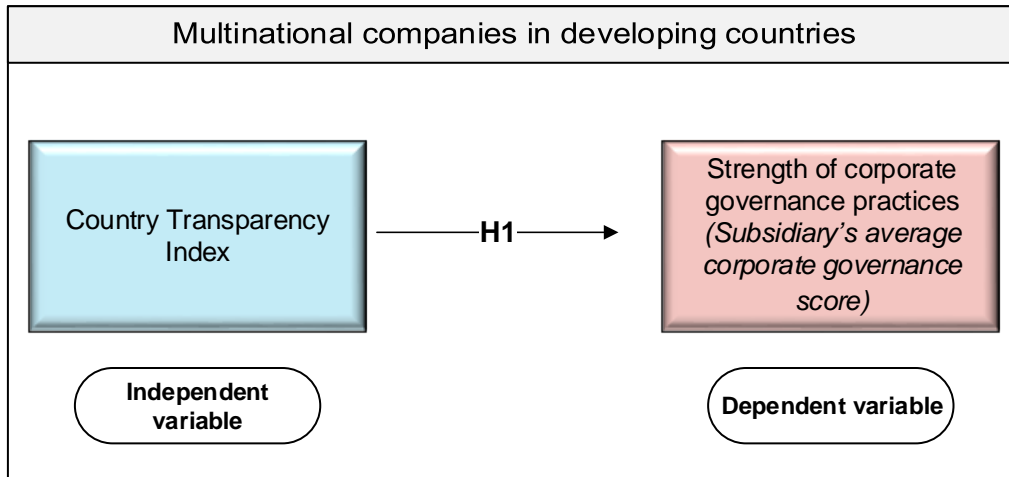 Multinational companies in developing countries
Country Transparency
Index
H1
Strength of corporate
governance practices
(Subsidiary's average
corporate governance
score)
Independent
variable
Dependent variable